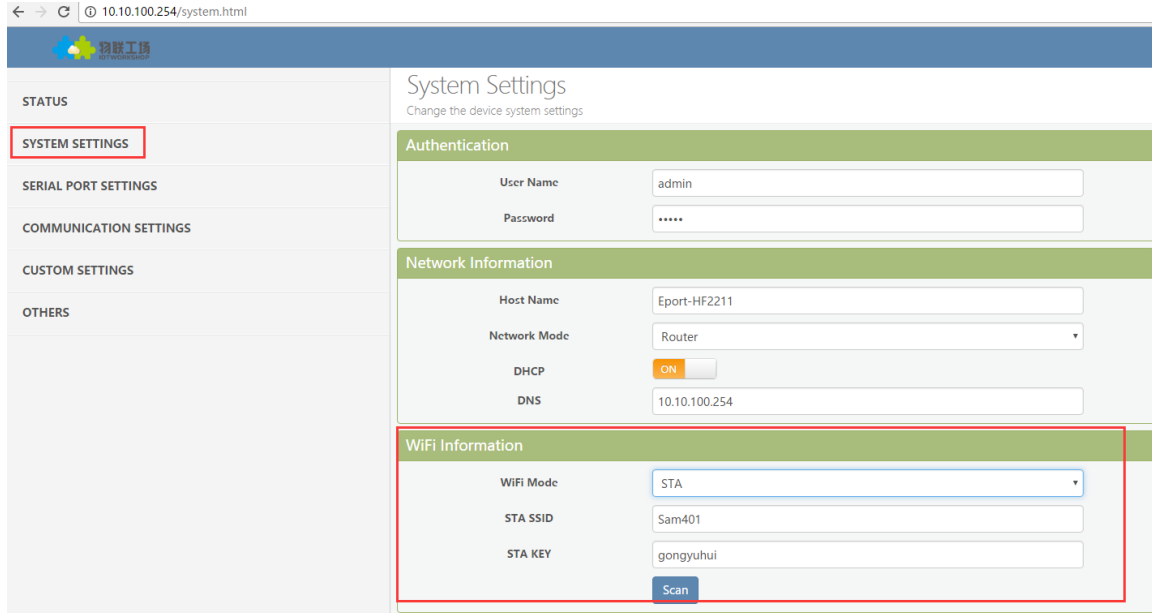 10.10.100.254/system.html
物联工场
IOTWORKSHOP
STATUS
SYSTEM SETTINGS
SERIAL PORT SETTINGS
COMMUNICATION SETTINGS
CUSTOM SETTINGS
OTHERS
System Settings
Change the device system settings
Authentication
User Name admin
Password •••••
Network Information
Host Name Eport-HF2211
Network Mode Router
DHCP ON
DNS 10.10.100.254
WiFi Information
WiFi Mode STA
STA SSID Sam401
STA KEY gongyuhui
Scan